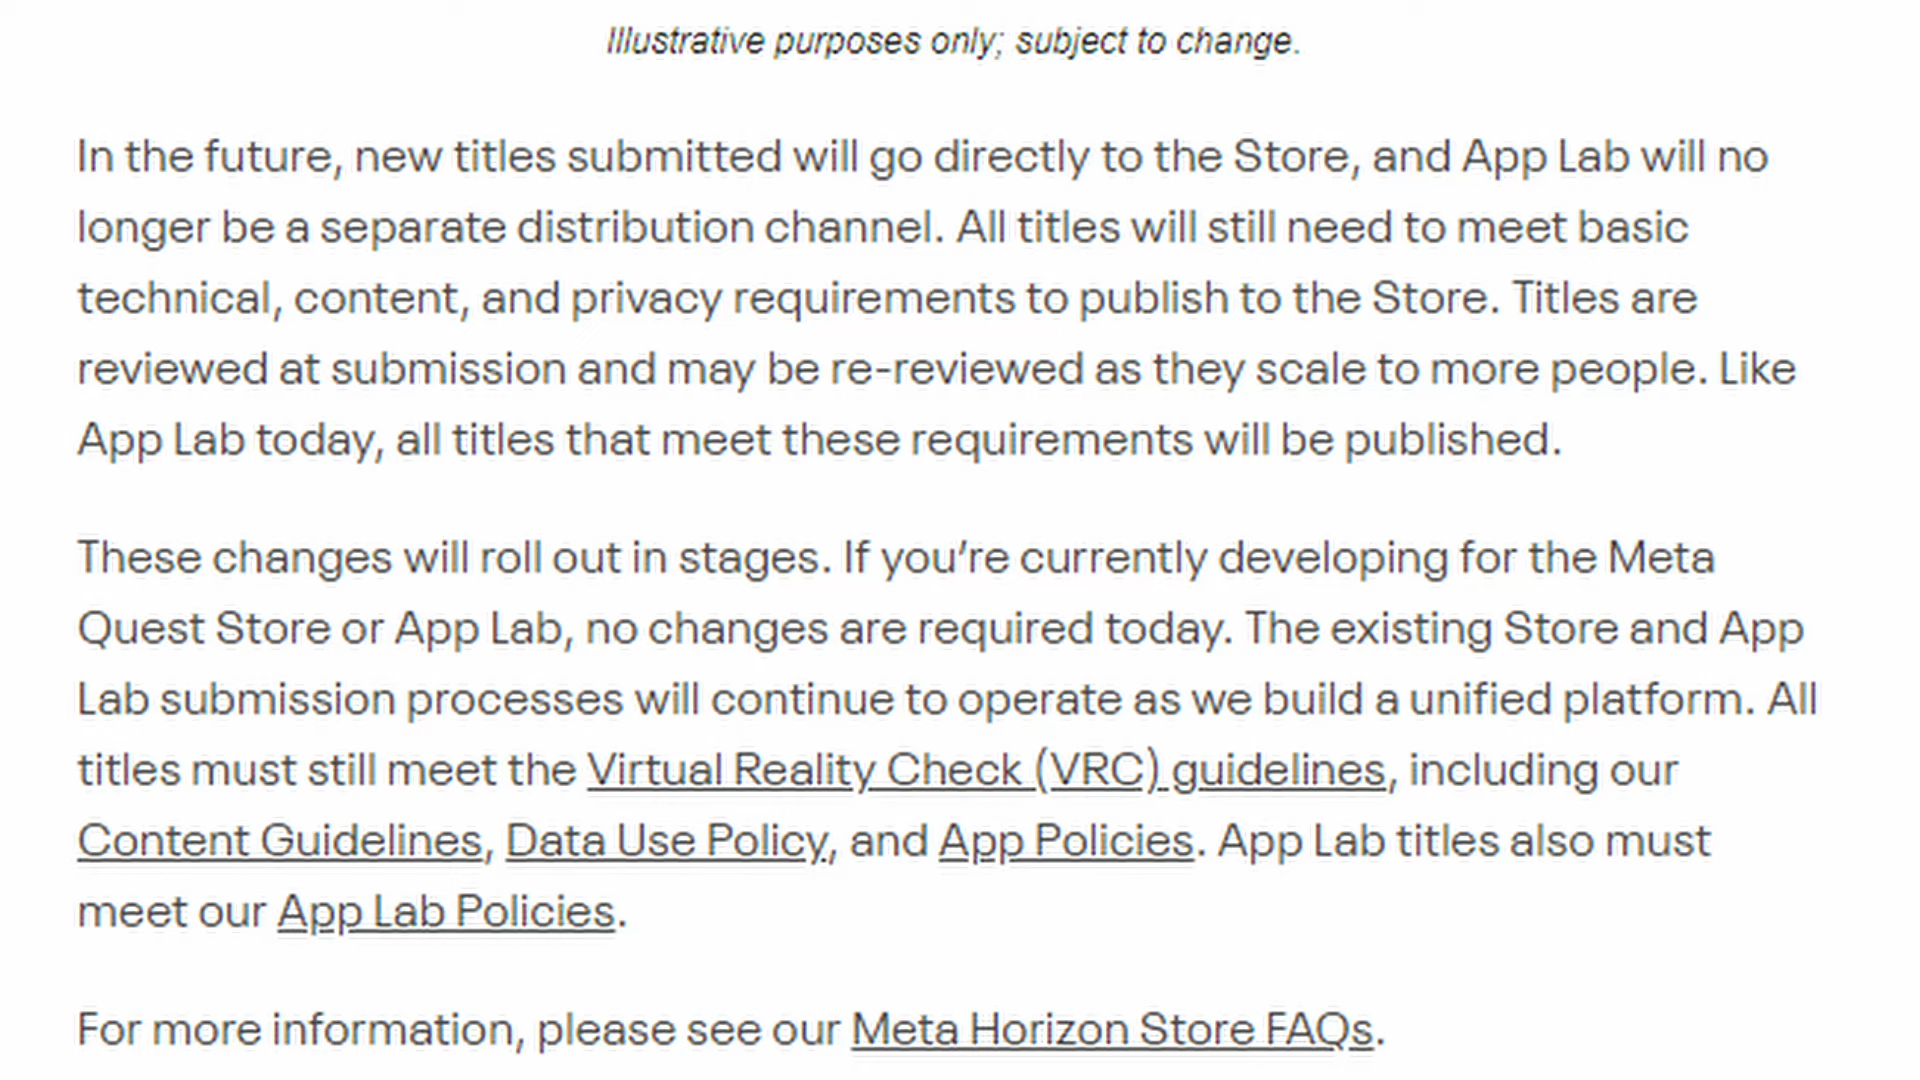 Illustrative purposes only; subject to change.
In the future, new titles submitted will go directly to the Store, and App Lab will no
longer be a separate distribution channel. All titles will still need to meet basic
technical, content, and privacy requirements to publish to the Store. Titles are
reviewed at submission and may be re-reviewed as they scale to more people. Like
App Lab today, all titles that meet these requirements will be published.
These changes will roll out in stages. If you’re currently developing for the Meta
Quest Store or App Lab, no changes are required today. The existing Store and App
Lab submission processes will continue to operate as we build a unified platform. All
titles must still meet the Virtual Reality Check (VRC) guidelines, including our
Content Guidelines, Data Use Policy, and App Policies. App Lab titles also must
meet our App Lab Policies.
For more information, please see our Meta Horizon Store FAQs.